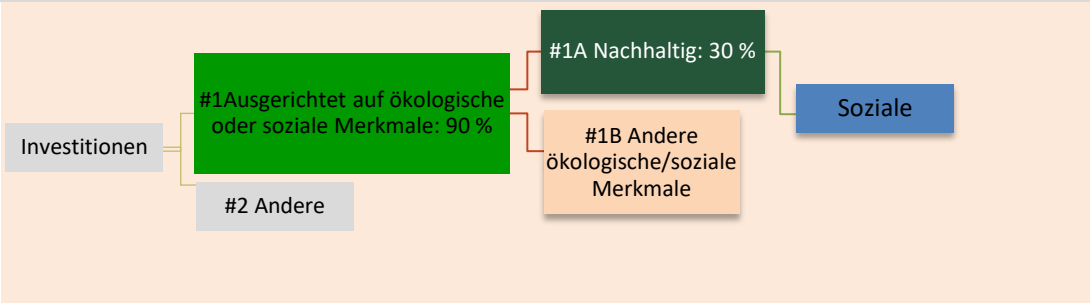 Investitionen
#1Ausgerichtet auf ökologische
oder soziale Merkmale: 90 %
#2 Andere
#1A Nachhaltig: 30 %
#1B Andere
ökologische/soziale
Merkmale
Soziale